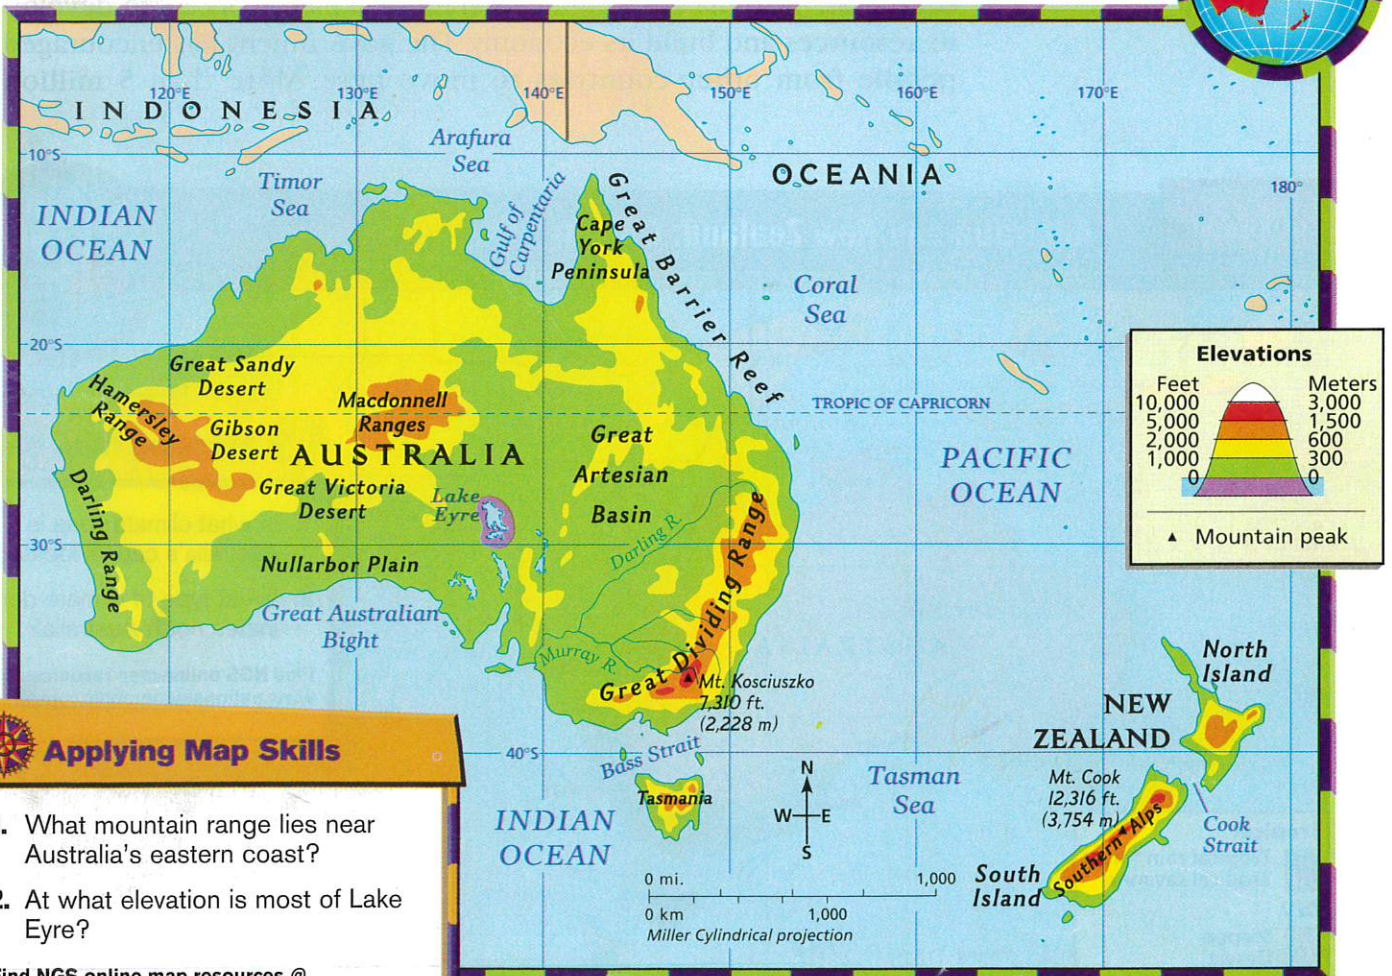 120°E
130°E
140°E
150°E
160°E
170°E
180°
INDONESIA
Arafura
Sea
10°S
Timor
Sea
OCEANIA
INDIAN
OCEAN
Gulf of
Carpentaria
Cape
York
Peninsula
Great Barrier Reef
Coral
Sea
20°S
Great Sandy
Desert
Hamersley
Range
Macdonnell
Ranges
TROPIC OF CAPRICORN
Gibson
Desert
AUSTRALIA
Great
Artesian
Basin
PACIFIC
OCEAN
Great Victoria
Desert
Lake
Eyre
Darling Range
Darling R.
30°S
Nullarbor Plain
Great Australian
Bight
Murray R.
Great Dividing Range
Mt. Kosciuszko
7,310 ft.
(2,228 m)
Elevations
Feet
Meters
10,000
3,000
5,000
1,500
2,000
600
1,000
300
0
0
Mountain peak
North
Island
NEW
ZEALAND
40°S
Bass Strait
Tasmania
INDIAN
OCEAN
N
W
E
S
Tasman
Sea
Mt. Cook
12,316 ft.
(3,754 m)
Southern Alps
Cook
Strait
South
Island
0 mi.
1,000
0 km
1,000
Miller Cylindrical projection
Applying Map Skills
. What mountain range lies near
Australia's eastern coast?
2. At what elevation is most of Lake
Eyre?
Find NGS online map resources @